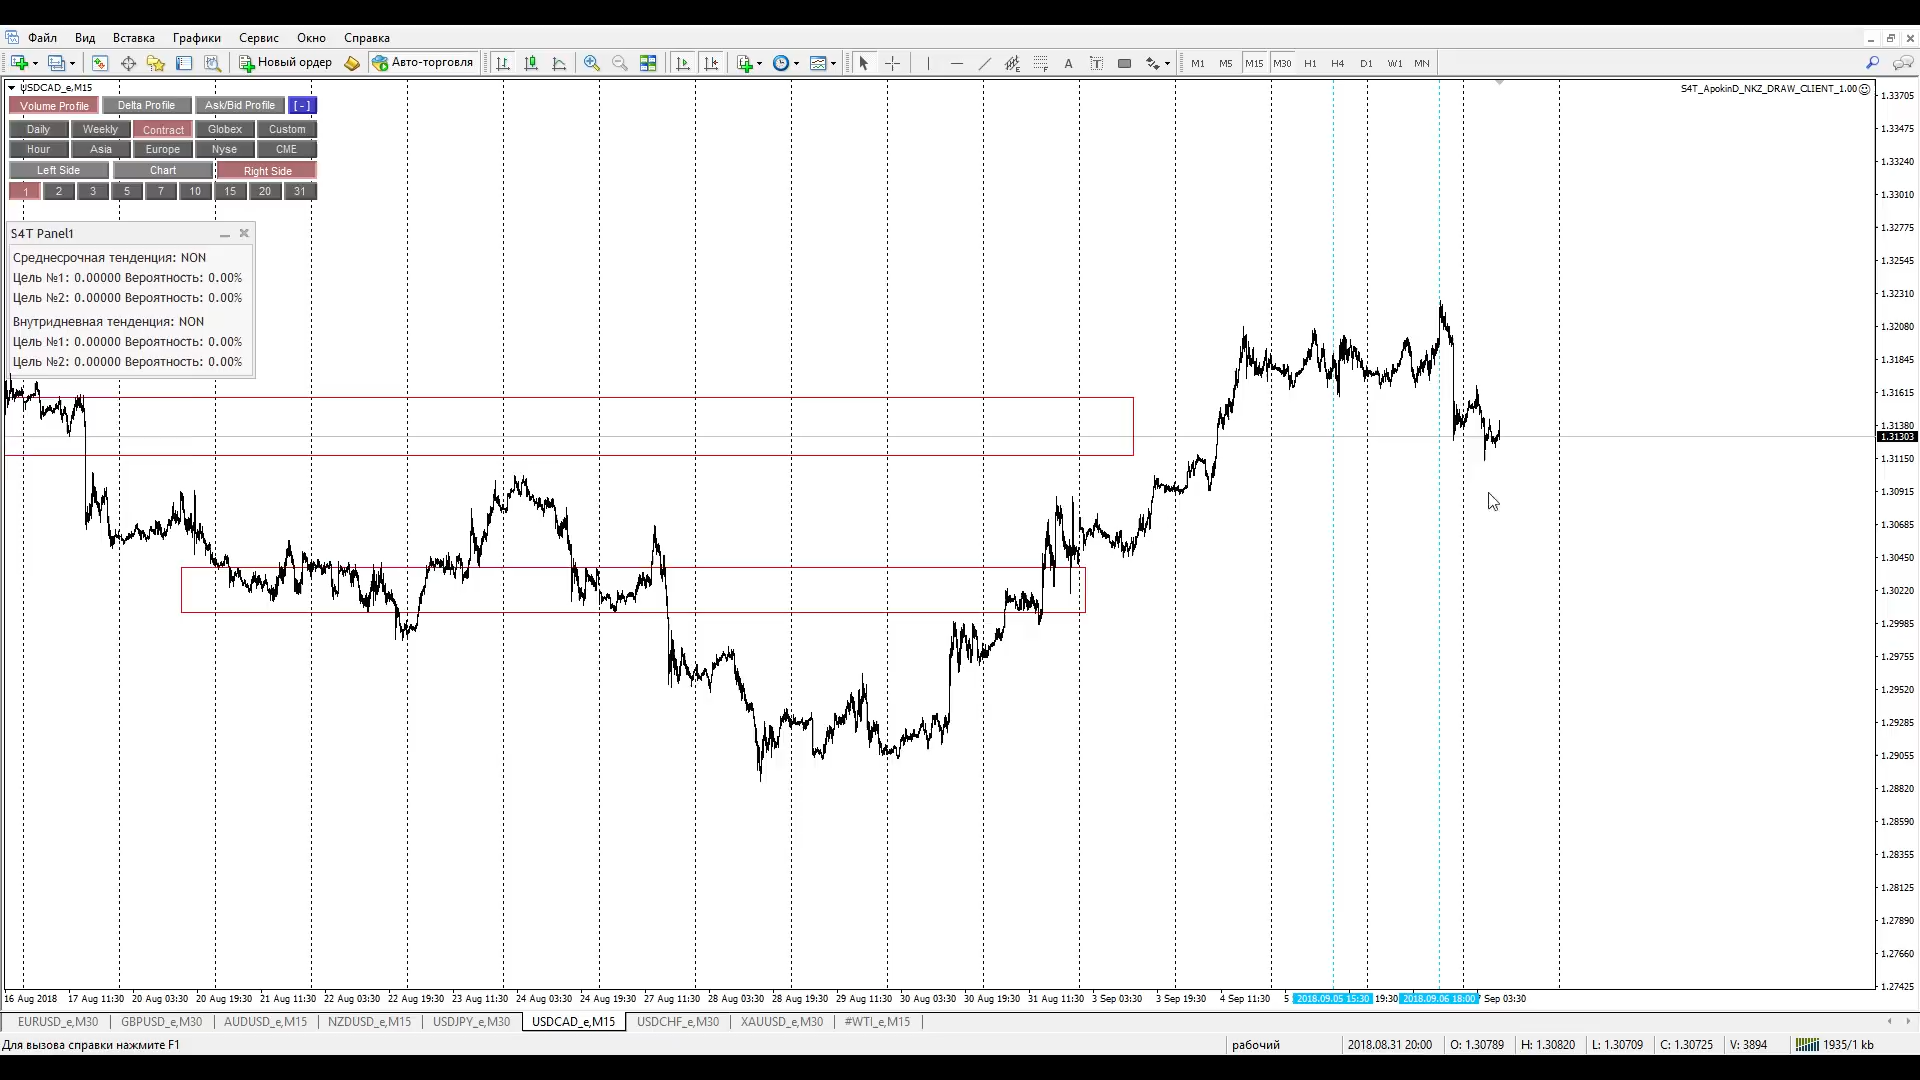 Файл Вид Вставка Графики Сервис Окно Справка
Новый ордер Авто-торговля A T M1 M5 M15 M30 H1 H4 D1 W1 MN
USDCAD_e,M15
S4T_ApokinD_NKZ_DRAW_CLIENT_1.00
Volume Profile Delta Profile Ask/Bid Profile [-]
Daily Weekly Contract Globex Custom
Hour Asia Europe Nyse CME
Left Side Chart Right Side
1 2 3 5 7 10 15 20 31
S4T Panel1
Среднесрочная тенденция: NON
Цель №1: 0.00000 Вероятность: 0.00%
Цель №2: 0.00000 Вероятность: 0.00%
Внутридневная тенденция: NON
Цель №1: 0.00000 Вероятность: 0.00%
Цель №2: 0.00000 Вероятность: 0.00%
1.33705
1.33475
1.33240
1.33010
1.32775
1.32545
1.32310
1.32080
1.31845
1.31615
1.31380
1.31303
1.31150
1.30915
1.30685
1.30450
1.30220
1.29985
1.29755
1.29520
1.29285
1.29055
1.28820
1.28590
1.28355
1.28125
1.27890
1.27660
1.27425
16 Aug 2018 17 Aug 11:30 20 Aug 03:30 20 Aug 19:30 21 Aug 11:30 22 Aug 03:30 22 Aug 19:30 23 Aug 11:30 24 Aug 03:30 24 Aug 19:30 27 Aug 11:30 28 Aug 03:30 28 Aug 19:30 29 Aug 11:30 30 Aug 03:30 30 Aug 19:30 31 Aug 11:30 3 Sep 03:30 3 Sep 19:30 4 Sep 11:30 5 2018.09.05 15:30 19:30 2018.09.06 18:00 Sep 03:30
EURUSD_e,M30 GBPUSD_e,M30 AUDUSD_e,M15 NZDUSD_e,M15 USDJPY_e,M30 USDCAD_e,M15 USDCHF_e,M30 XAUUSD_e,M30 #WTI_e,M15
Для вызова справки нажмите F1 рабочий 2018.08.31 20:00 O: 1.30789 H: 1.30820 L: 1.30709 C: 1.30725 V: 3894 1935/1 kb